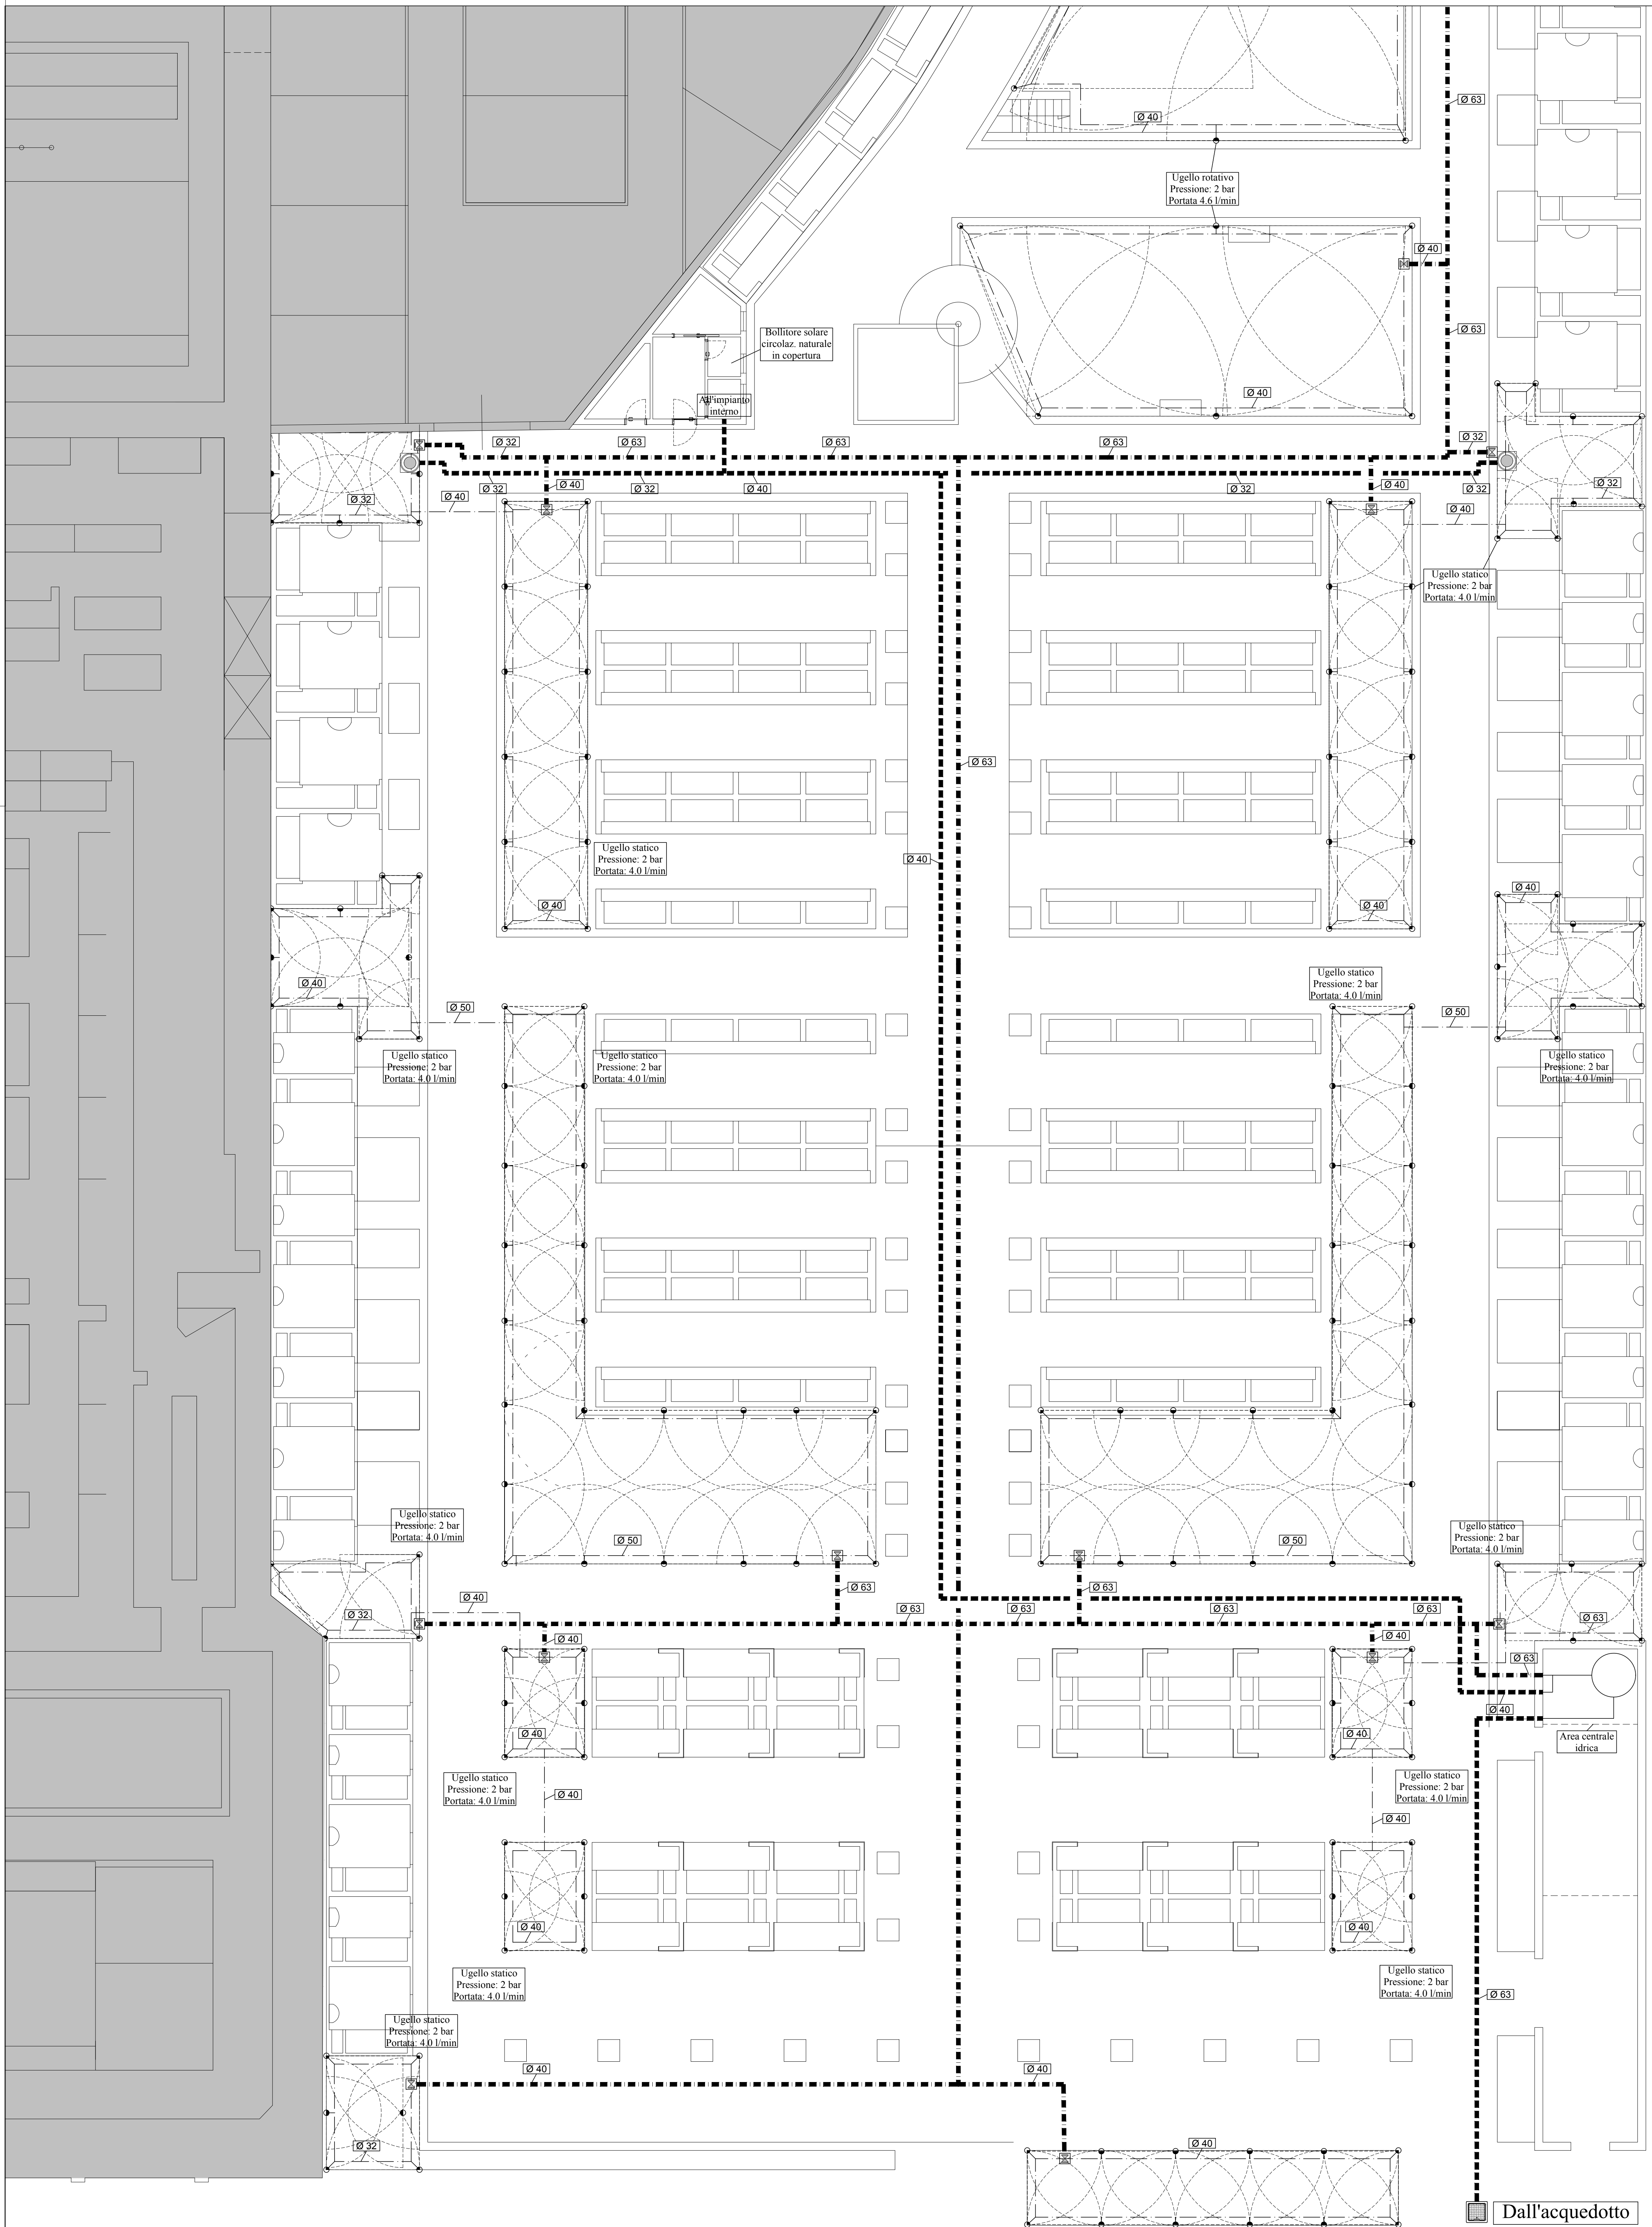 Ø 63
Ø 40
Ugello rotativo
Pressione: 2 bar
Portata 4.6 l/min
Ø 40
Ø 63
Bollitore solare
circolaz. naturale
in copertura
Ø 40
All'impianto
interno
Ø 32
Ø 63
Ø 63
Ø 63
Ø 32
Ø 32
Ø 40
Ø 40
Ø 32
Ø 32
Ø 40
Ø 32
Ø 40
Ø 32
Ø 32
Ø 40
Ugello statico
Pressione: 2 bar
Portata: 4.0 l/min
Ø 63
Ugello statico
Pressione: 2 bar
Portata: 4.0 l/min
Ø 40
Ø 40
Ø 40
Ø 40
Ø 40
Ugello statico
Pressione: 2 bar
Portata: 4.0 l/min
Ø 50
Ø 50
Ugello statico
Pressione: 2 bar
Portata: 4.0 l/min
Ugello statico
Pressione: 2 bar
Portata: 4.0 l/min
Ugello statico
Pressione: 2 bar
Portata: 4.0 l/min
Ugello statico
Pressione: 2 bar
Portata: 4.0 l/min
Ugello statico
Pressione: 2 bar
Portata: 4.0 l/min
Ø 50
Ø 50
Ø 63
Ø 63
Ø 40
Ø 32
Ø 63
Ø 63
Ø 63
Ø 63
Ø 63
Ø 40
Ø 40
Ø 63
Ø 40
Area centrale
idrica
Ø 40
Ø 40
Ugello statico
Pressione: 2 bar
Portata: 4.0 l/min
Ø 40
Ugello statico
Pressione: 2 bar
Portata: 4.0 l/min
Ø 40
Ø 40
Ø 40
Ugello statico
Pressione: 2 bar
Portata: 4.0 l/min
Ugello statico
Pressione: 2 bar
Portata: 4.0 l/min
Ø 63
Ugello statico
Pressione: 2 bar
Portata: 4.0 l/min
Ø 40
Ø 40
Ø 32
Ø 40
Dall'acquedotto